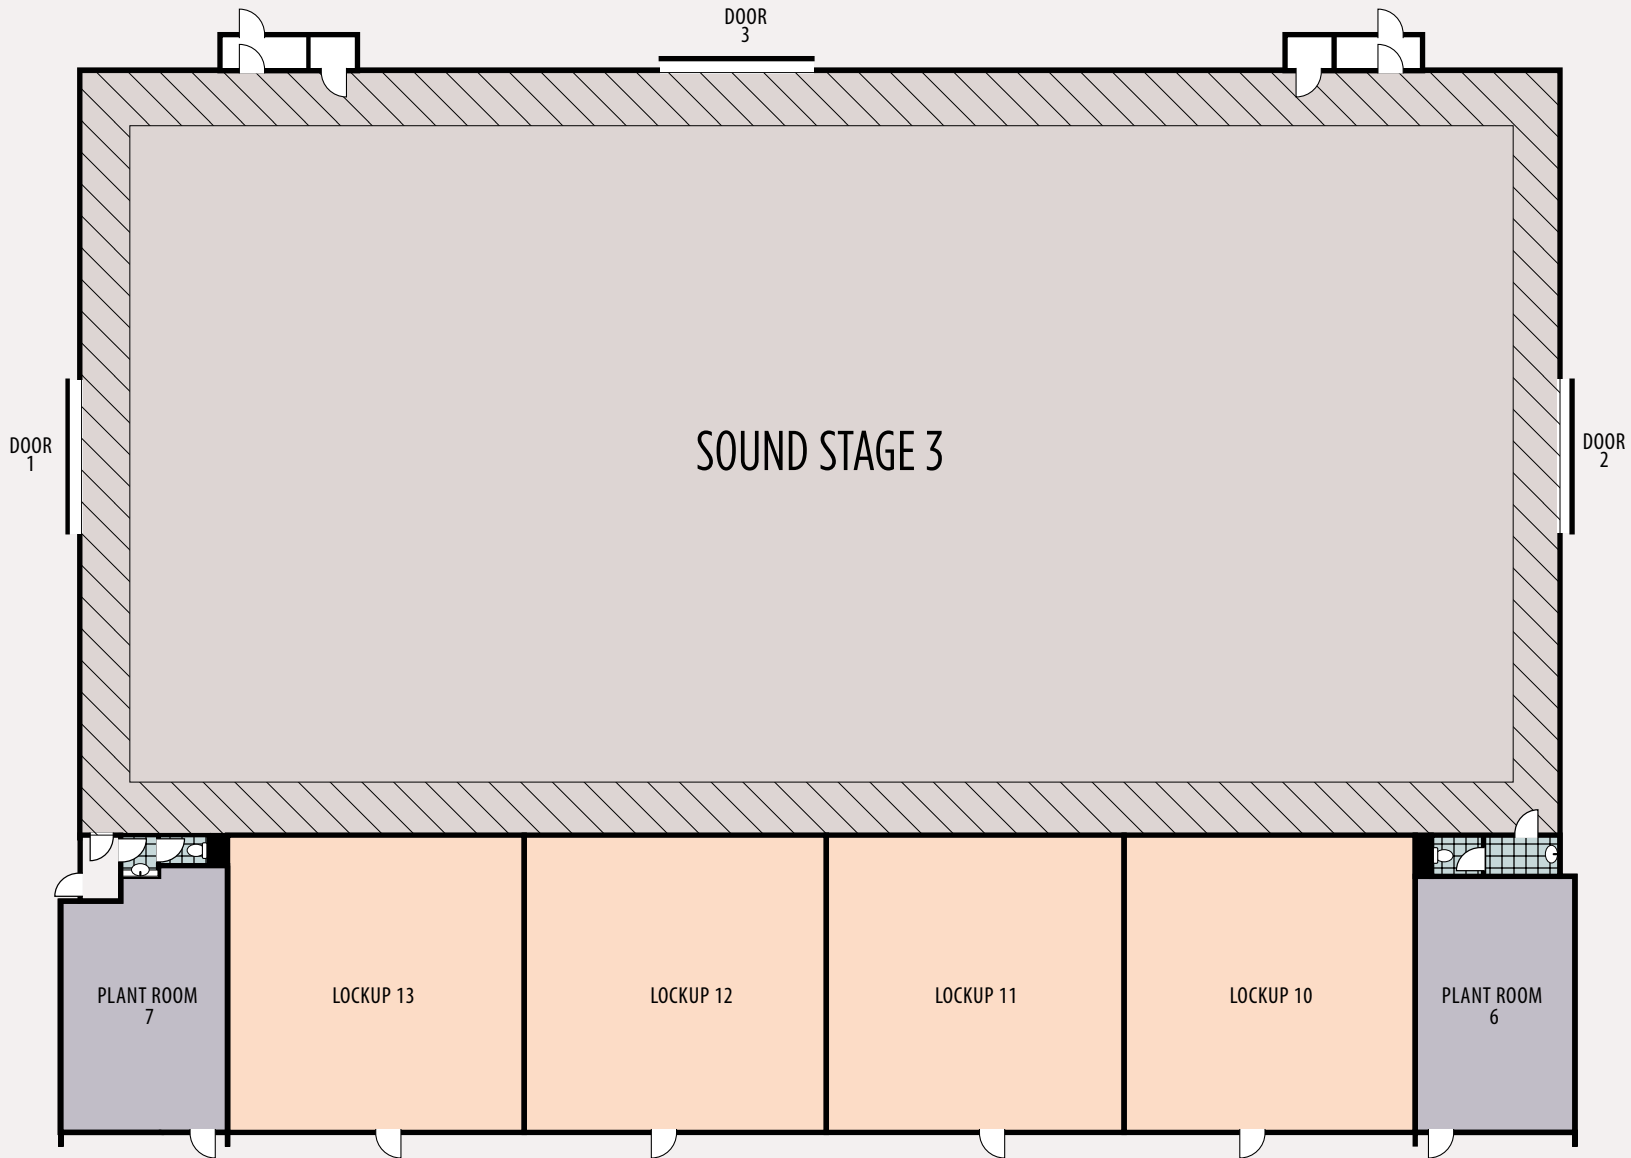 DOOR
3
DOOR
1
SOUND STAGE 3
DOOR
2
PLANT ROOM
7
LOCKUP 13
LOCKUP 12
LOCKUP 11
LOCKUP 10
PLANT ROOM
6